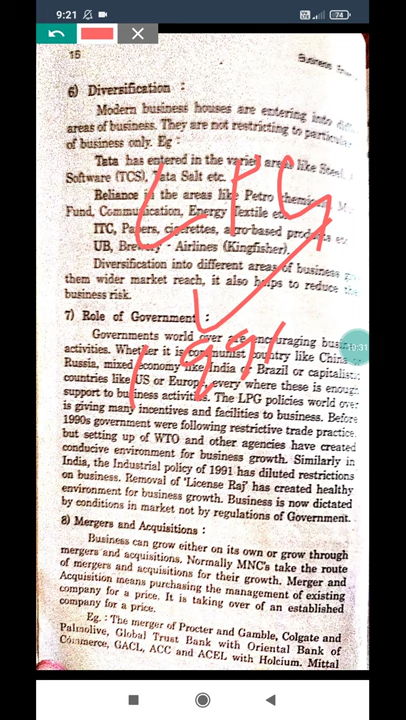 9:21
74
16
Business
6) Diversification :
Modern business houses are entering into
areas of business. They are not restricting to
of business only. Eg :
Tata has entered in the varied areas like Steel,
Software (TCS), Tata Salt etc.
Reliance in the areas like Petro
Fund, Communication, Energy Textile etc.
ITC, Papers, cigerettes, agro-based products etc
UB, Brewery - Airlines (Kingfisher).
Diversification into different areas of business
them wider market reach, it also helps to reduce the
business risk.
LPG
1991
7) Role of Government :
Governments world over are encouraging
activities. Whether it is communist country like China
Russia, mixed economy like India or Brazil or capitalistic
countries like US or Europe, every where there is enough
support to business activities. The LPG policies world over
is giving many incentives and facilities to business. Before
1990s government were following restrictive trade practice.
but setting up of WTO and other agencies have created
conducive environment for business growth. Similarly in
India, the Industrial policy of 1991 has diluted restrictions
on business. Removal of 'License Raj' has created healthy
environment for business growth. Business is now dictated
by conditions in market not by regulations of Government.
10:31
8) Mergers and Acquisitions :
Business can grow either on its own or grow through
mergers and acquisitions. Normally MNC's take the route
of mergers and acquisitions for their growth. Merger and
Acquisition means purchasing the management of existing
company for a price. It is taking over of an established
company for a price.
Eg. : The merger of Procter and Gamble, Colgate and
Palmolive, Global Trust Bank with Oriental Bank of
Commerce, GACL, ACC and ACEL with Holcium. Mittal